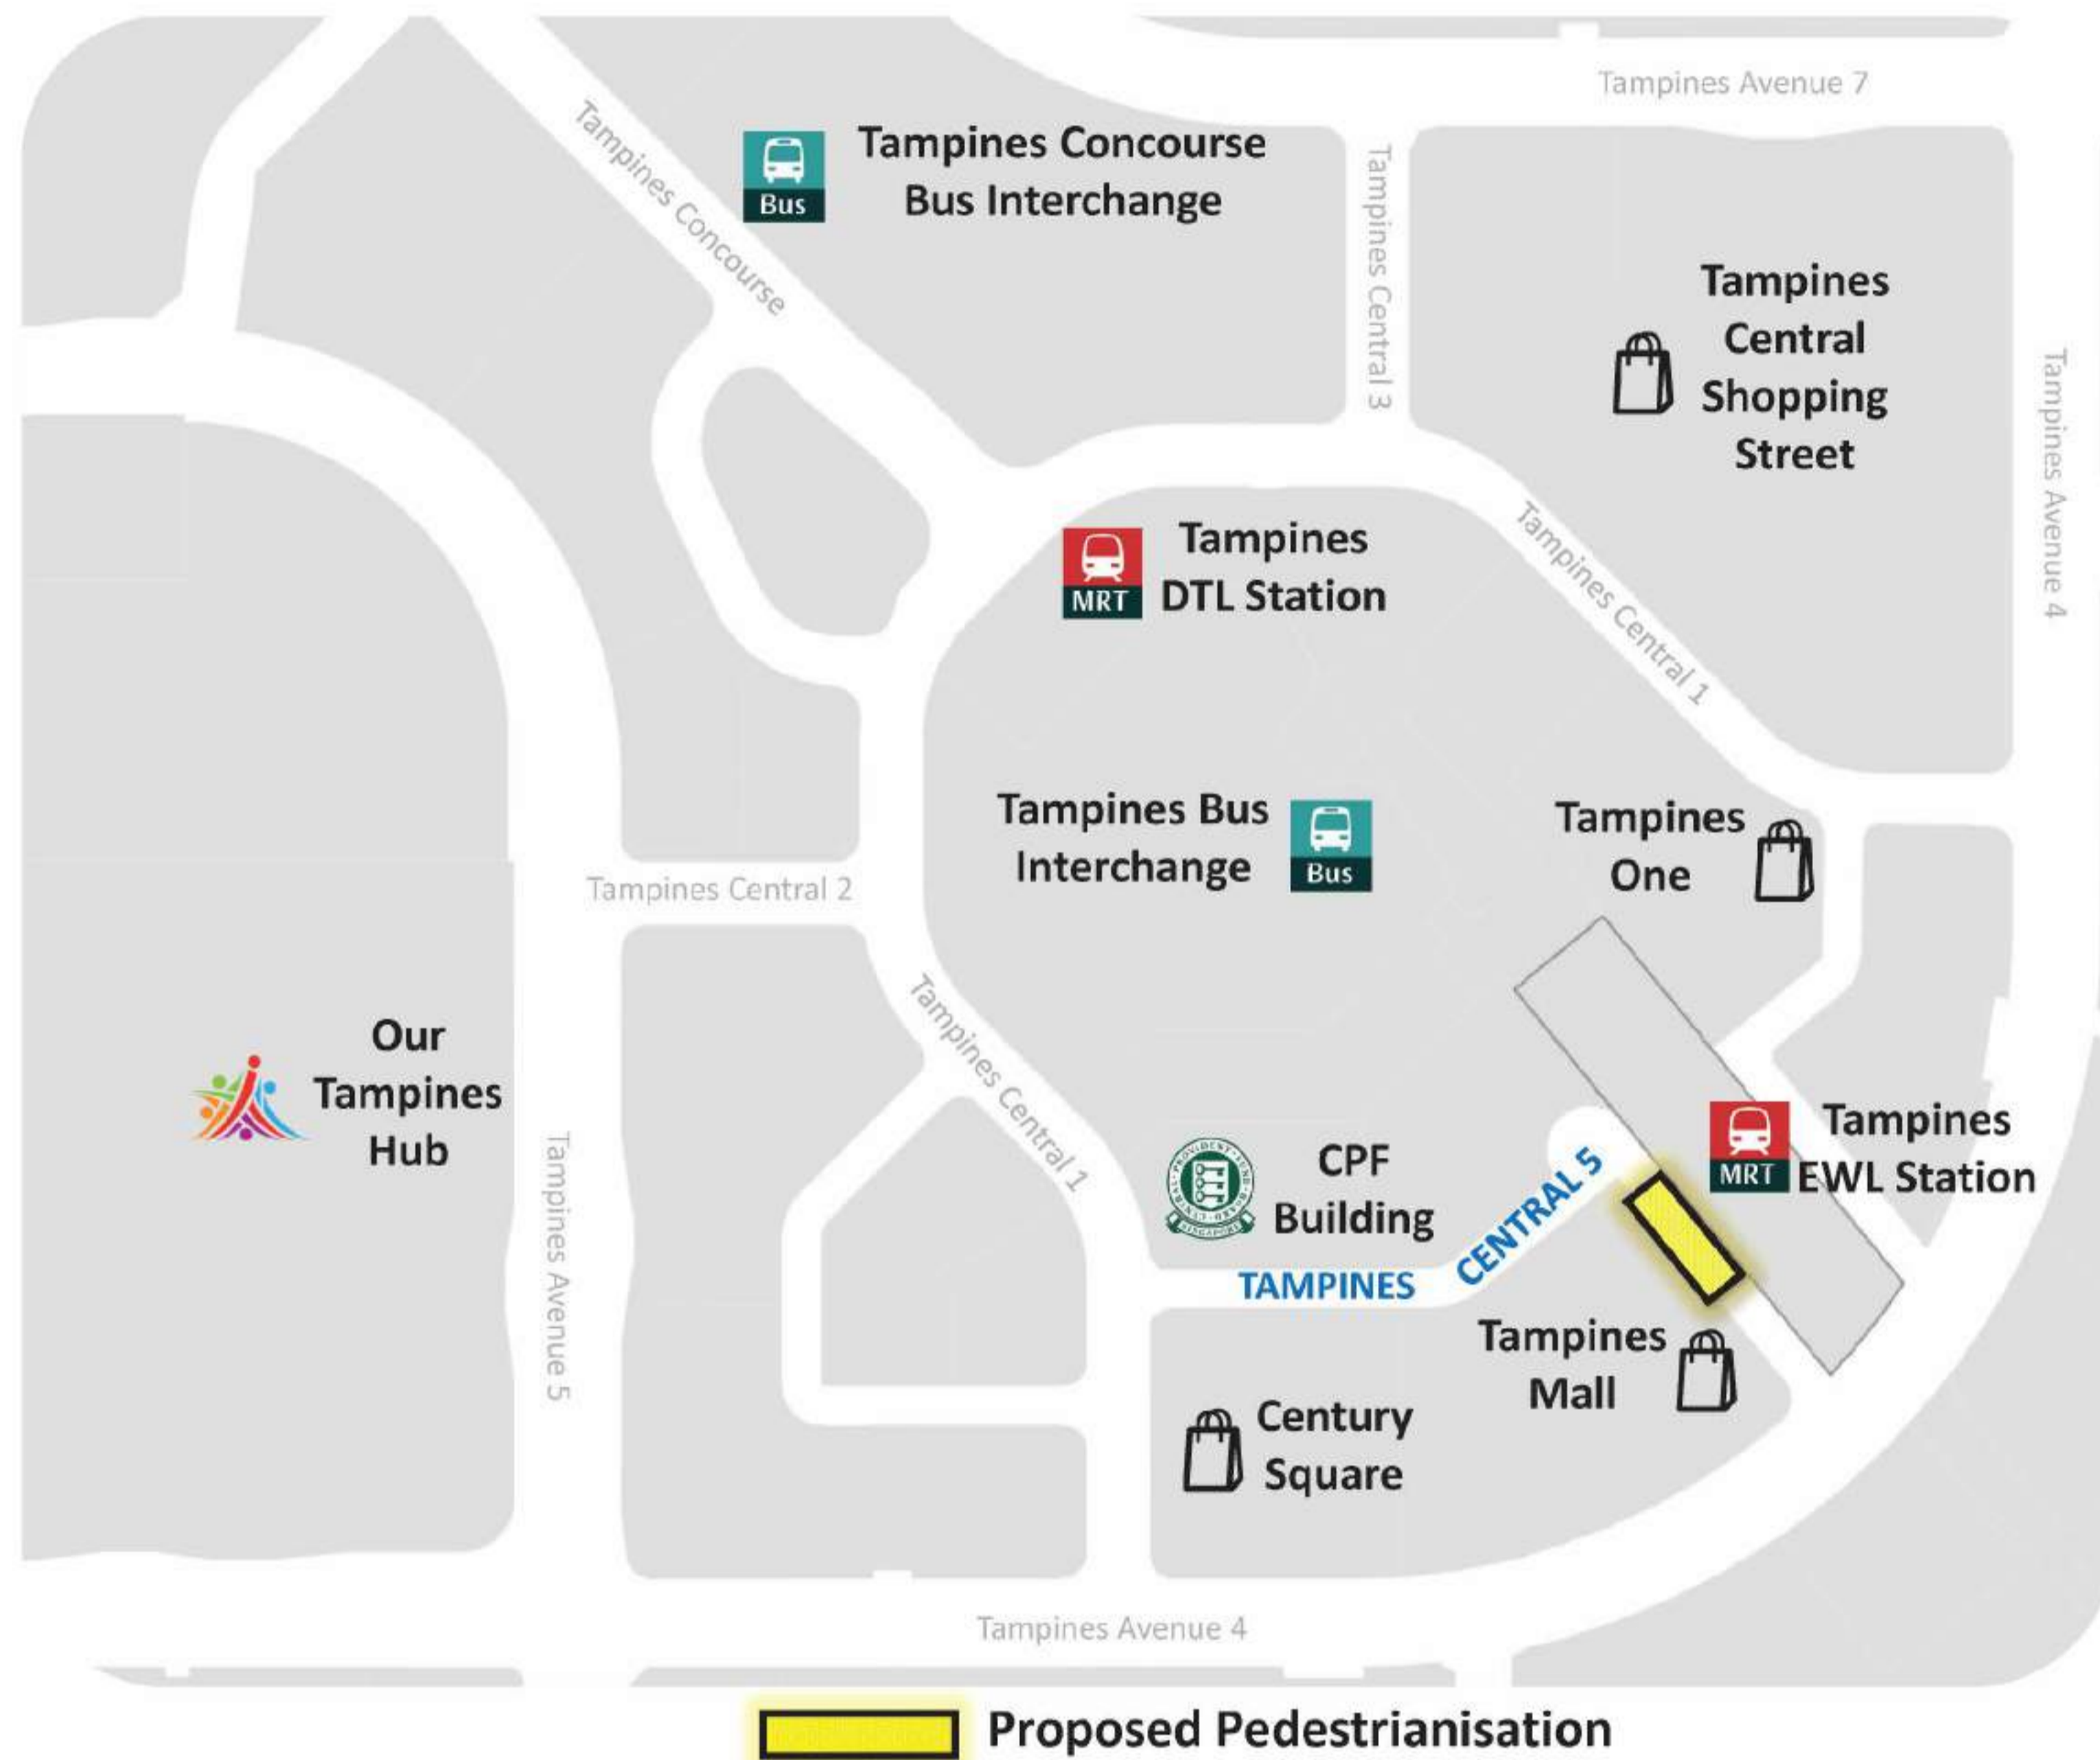 Tampines Avenue 7
Tampines Concourse
Bus
Tampines Concourse
Bus Interchange
Tampines Central 3
Tampines
Central
Shopping
Street
Tampines Avenue 4
MRT
Tampines
DTL Station
Tampines Central 1
Tampines Bus
Interchange
Bus
Tampines
One
Tampines Central 2
Our
Tampines
Hub
Tampines Avenue 5
Tampines Central 1
CPF
Building
TAMPINES
CENTRAL 5
MRT
Tampines
EWL Station
Tampines
Mall
Century
Square
Tampines Avenue 4
Proposed Pedestrianisation